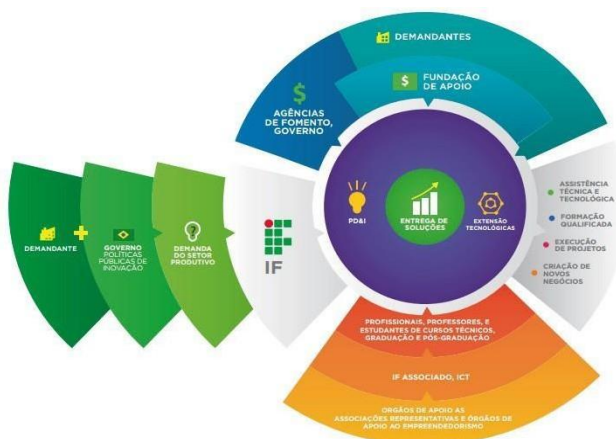 DEMANDANTES
$
FUNDAÇÃO
DE APOIO
$
AGÊNCIAS
DE FOMENTO,
GOVERNO
DEMANDANTE
GOVERNO
POLÍTICAS
PÚBLICAS DE
INOVAÇÃO
?
DEMANDA
DO SETOR
PRODUTIVO
IF
PD&I
ENTREGA DE
SOLUÇÕES
EXTENSÃO
TECNOLÓGICAS
ASSISTÊNCIA
TÉCNICA E
TECNOLÓGICA
FORMAÇÃO
QUALIFICADA
EXECUÇÃO
DE PROJETOS
CRIAÇÃO DE
NOVOS
NEGÓCIOS
PROFISSIONAIS, PROFESSORES, E
ESTUDANTES DE CURSOS TÉCNICOS,
GRADUAÇÃO E PÓS-GRADUAÇÃO
IF ASSOCIADO, ICT
ORGÃOS DE APOIO AS
ASSOCIAÇÕES REPRESENTATIVAS E ÓRGÃOS DE
APOIO AO EMPREENDEDORISMO